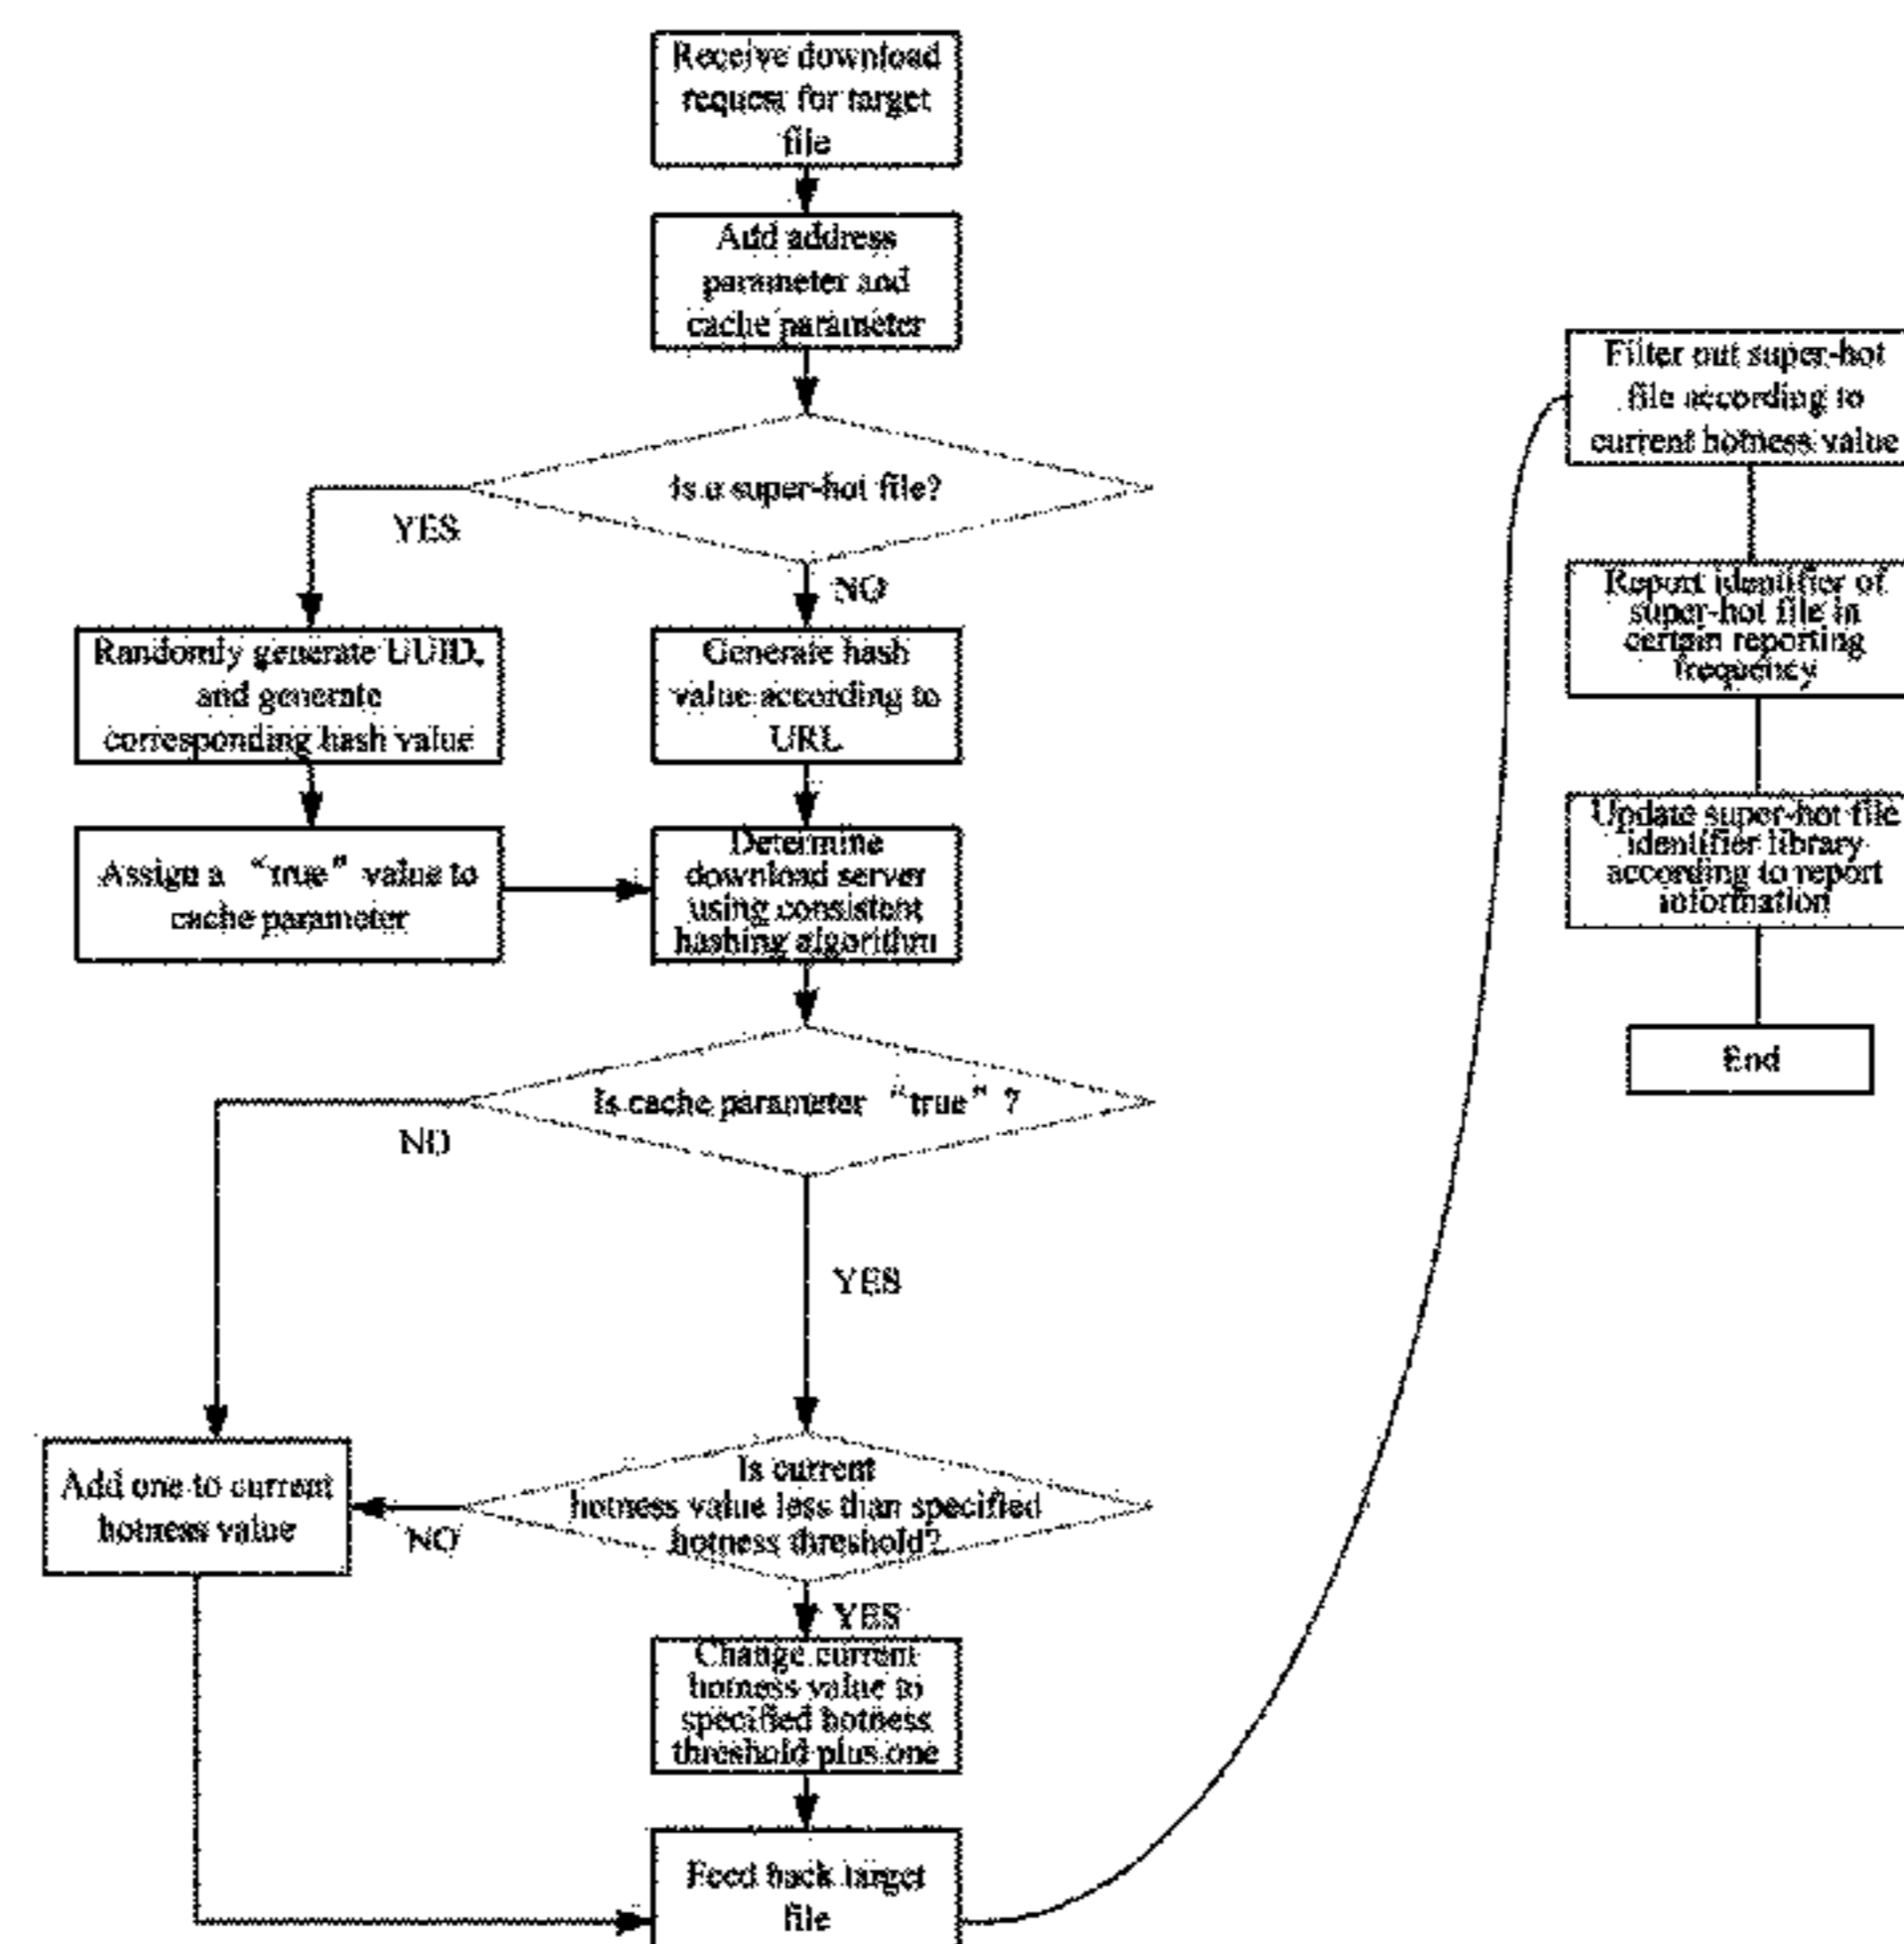 Receive download
request for target
file
Add address
parameter and
cache parameter
Is a super-hot file?
YES
NO
Randomly generate UUID,
and generate
corresponding hash value
Generate hash
value according to
URL
Assign a “true” value to
cache parameter
Determine
download server
using consistent
hashing algorithm
Is cache parameter “true” ?
NO
YES
Add one to current
hotness value
NO
Is current
hotness value less than specified
hotness threshold?
YES
Change current
hotness value to
specified hotness
threshold plus one
Feed back target
file
Filter out super-hot
file according to
current hotness value
Report identifier of
super-hot file in
certain reporting
frequency
Update super-hot file
identifier library
according to report
information
End